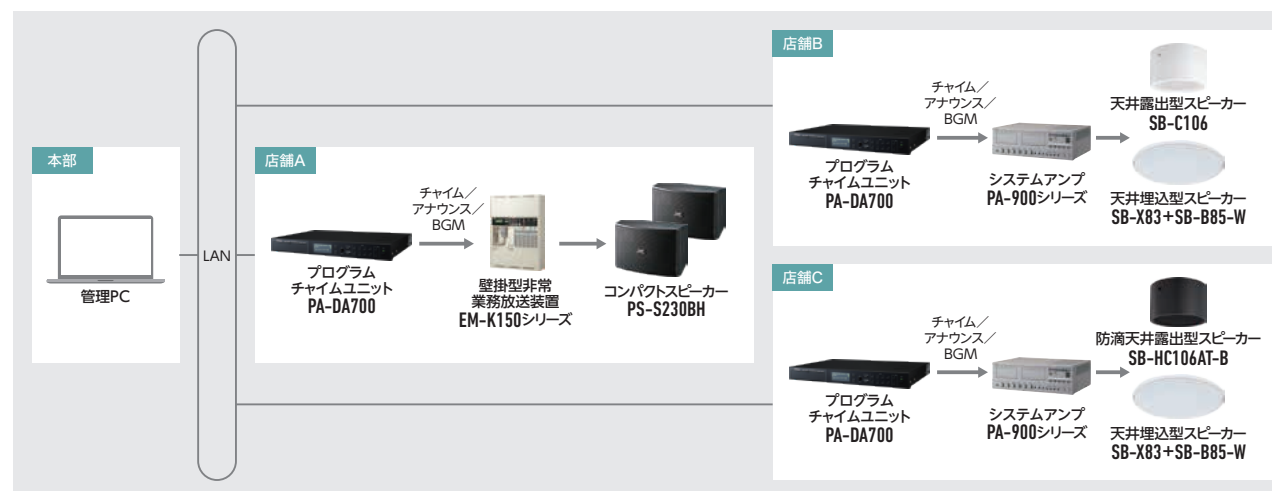 本部
管理PC
LAN
店舗A
プログラム
チャイムユニット
PA-DA700
チャイム／
アナウンス／
BGM
壁掛型非常
業務放送装置
EM-K150シリーズ
コンパクトスピーカー
PS-S230BH
店舗B
プログラム
チャイムユニット
PA-DA700
チャイム／
アナウンス／
BGM
システムアンプ
PA-900シリーズ
天井露出型スピーカー
SB-C106
天井埋込型スピーカー
SB-X83+SB-B85-W
店舗C
プログラム
チャイムユニット
PA-DA700
チャイム／
アナウンス／
BGM
システムアンプ
PA-900シリーズ
防滴天井露出型スピーカー
SB-HC106AT-B
天井埋込型スピーカー
SB-X83+SB-B85-W